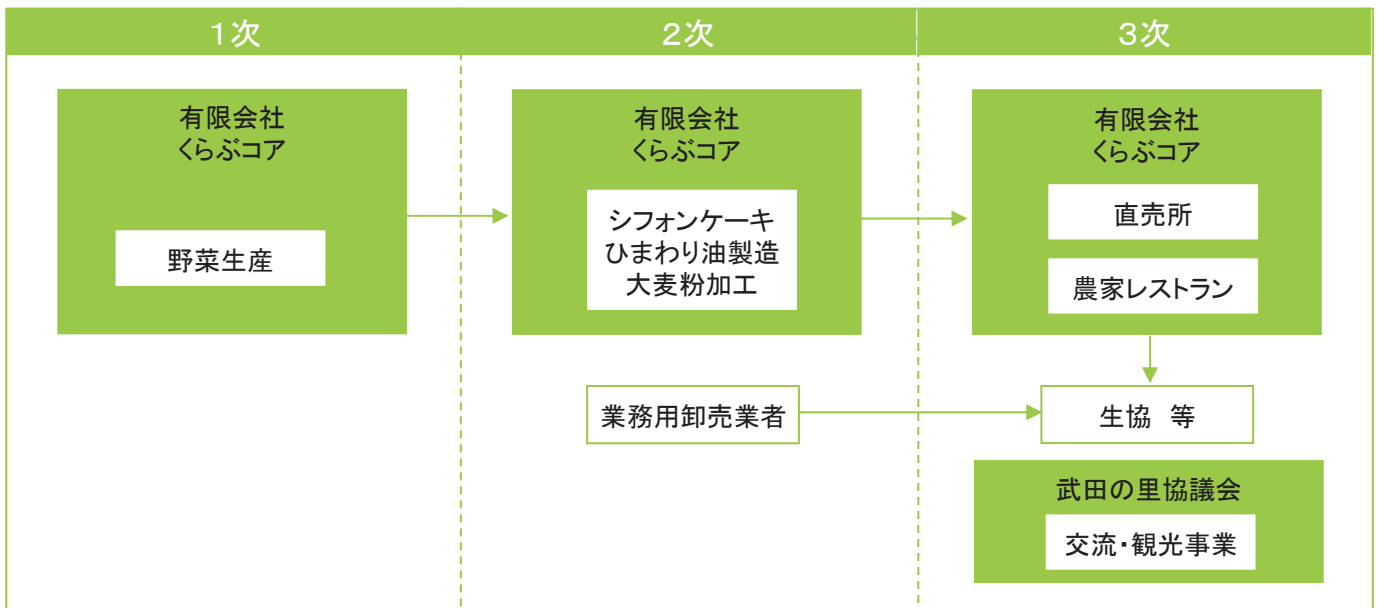 1次
2次
3次
有限会社
くらぶコア
野菜生産
有限会社
くらぶコア
シフォンケーキ
ひまわり油製造
大麦粉加工
有限会社
くらぶコア
直売所
農家レストラン
業務用卸売業者
生協 等
武田の里協議会
交流・観光事業